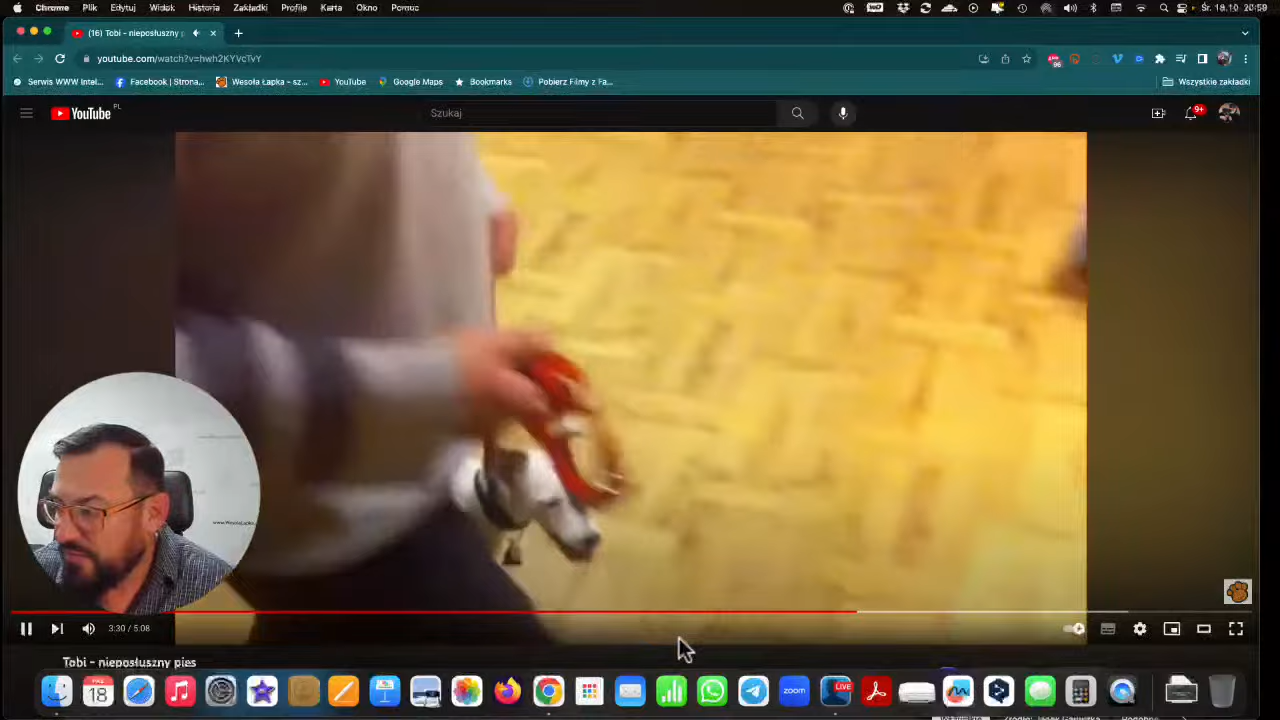 Chrome Plik Edytuj Widok Historia Zakładki Profile Karta Okno Pomoc
Śr. 18.10 20:59
(16) Tobi - nieposłuszny p
youtube.com/watch?v=hwh2KYVcTvY
96
Serwis WWW Intel... Facebook | Strona... Wesoła Łapka - sz... YouTube Google Maps Bookmarks Pobierz Filmy z Fa... Wszystkie zakładki
YouTube PL
Szukaj
9+
3:30 / 5:08
Tobi - nieposłuszny pies
18
zoom
LIVE